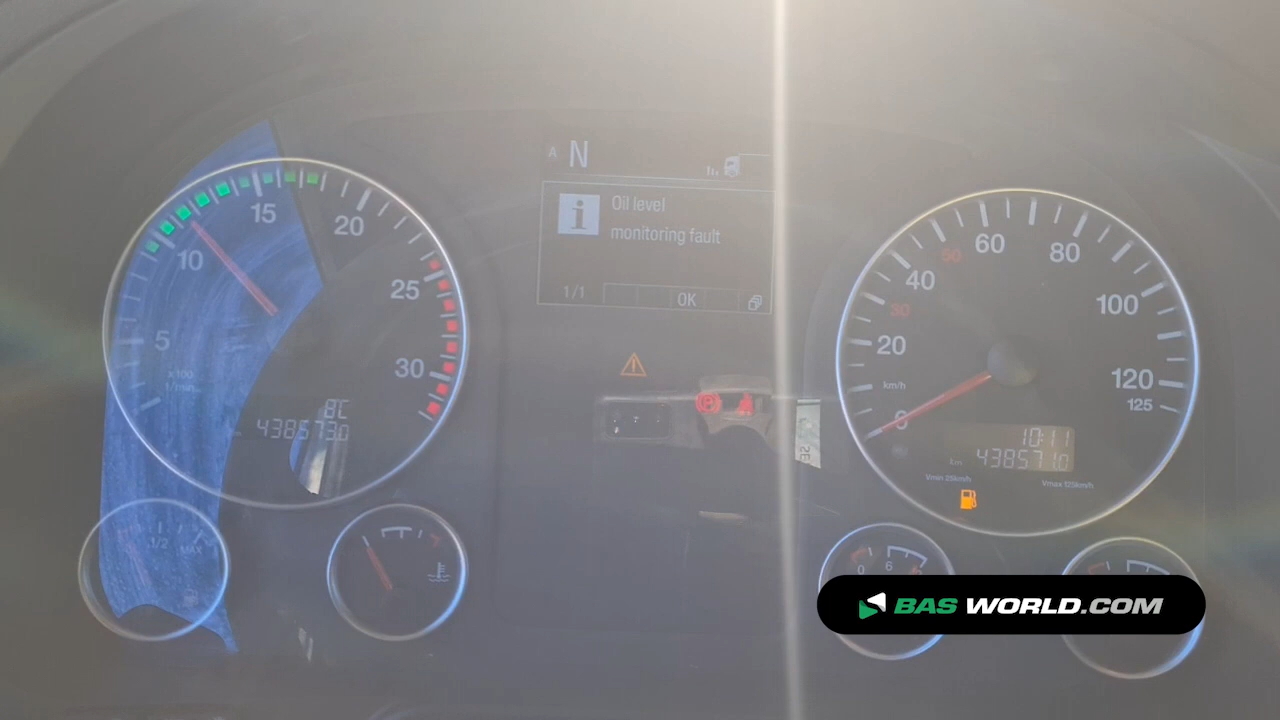 A N
Oil level
monitoring fault
1/1
OK
5
10
15
20
25
30
x100
1/min
BC
438573.0
1/2
MAX
20
30
40
50
60
80
100
120
125
km/h
0
10:11
km
438571.0
Vmin 25km/h
Vmax 125km/h
0
6
BAS WORLD.COM